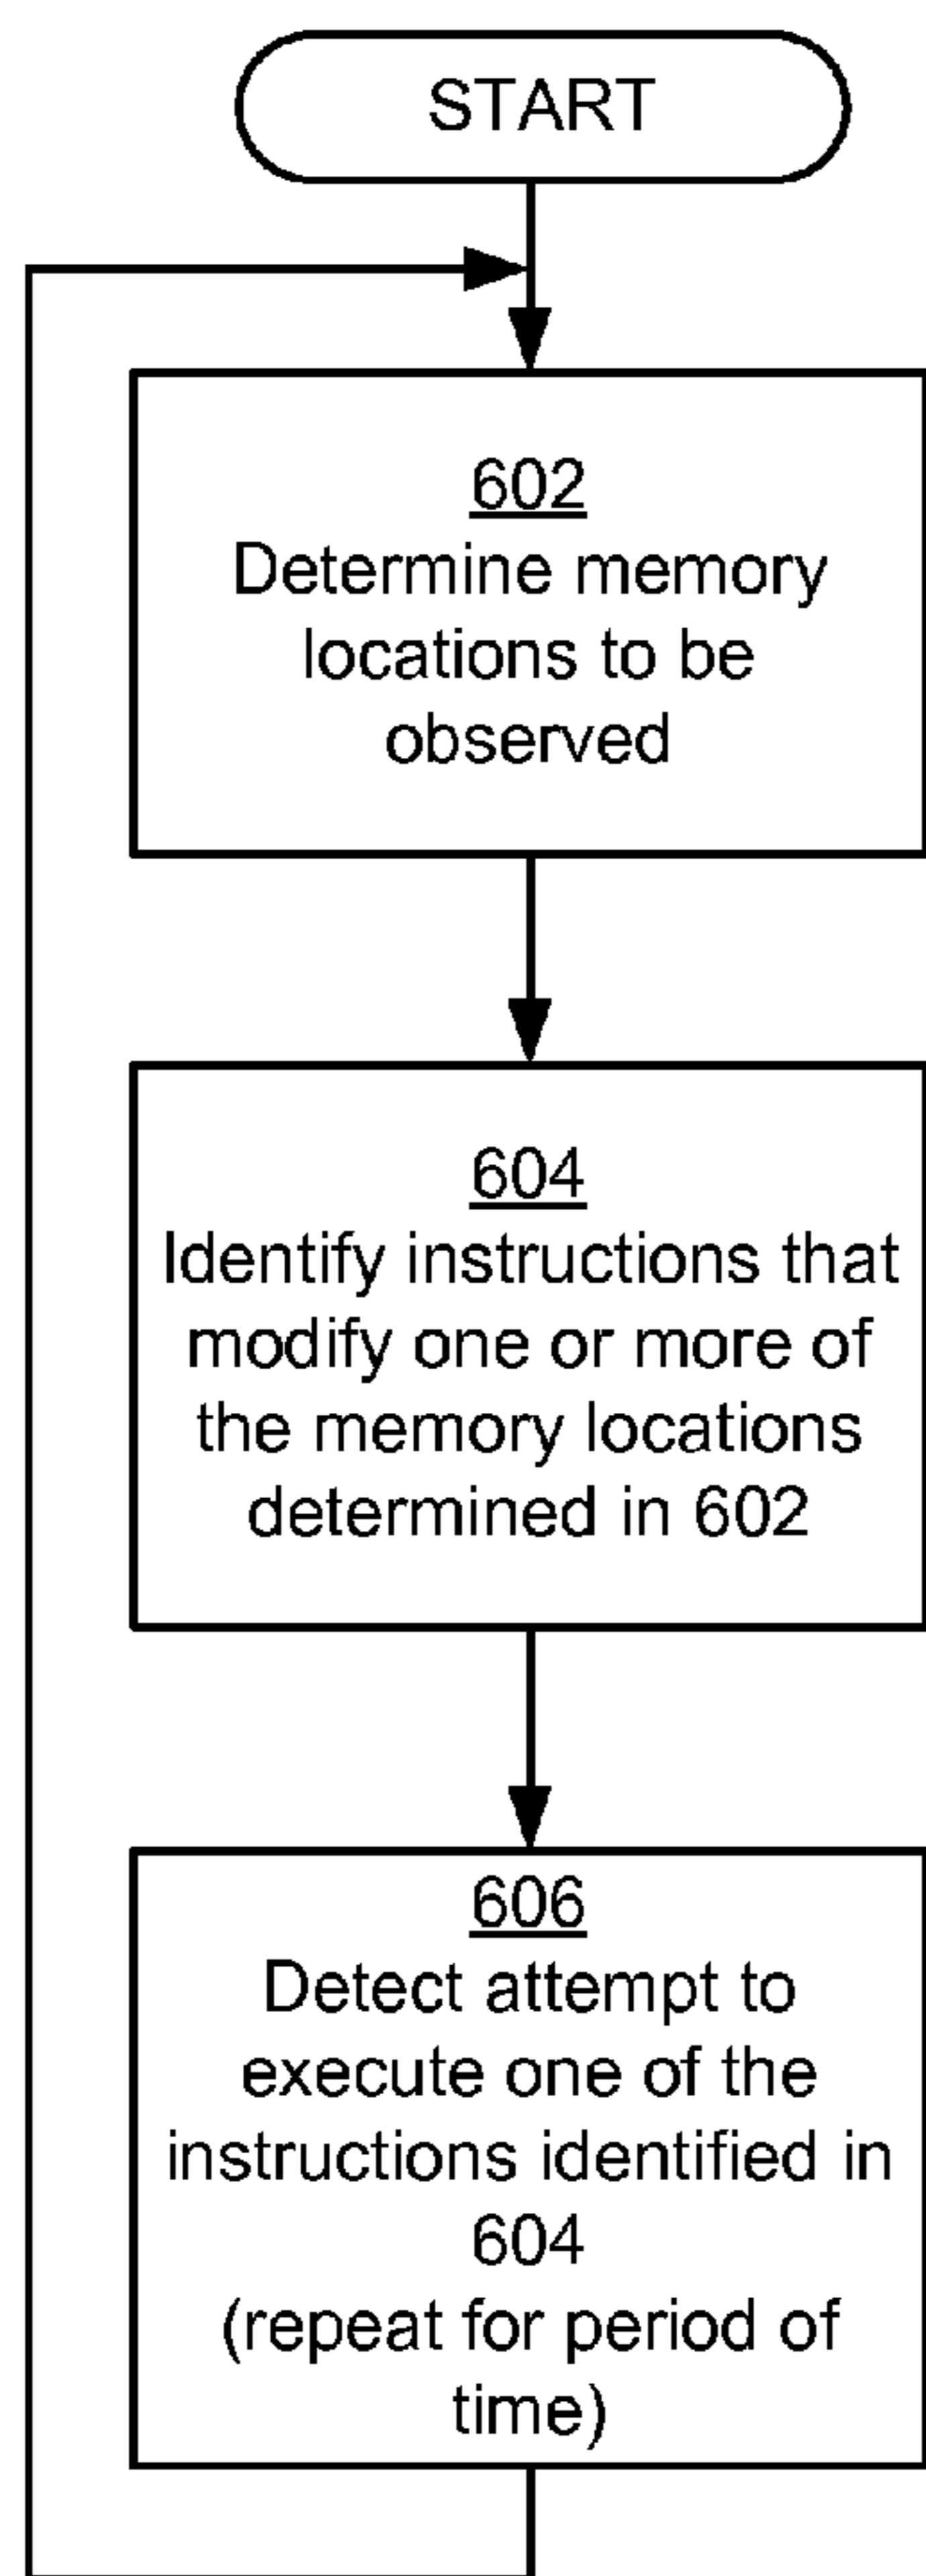 START
602
Determine memory
locations to be
observed
604
Identify instructions that
modify one or more of
the memory locations
determined in 602
606
Detect attempt to
execute one of the
instructions identified in
604
(repeat for period of
time)